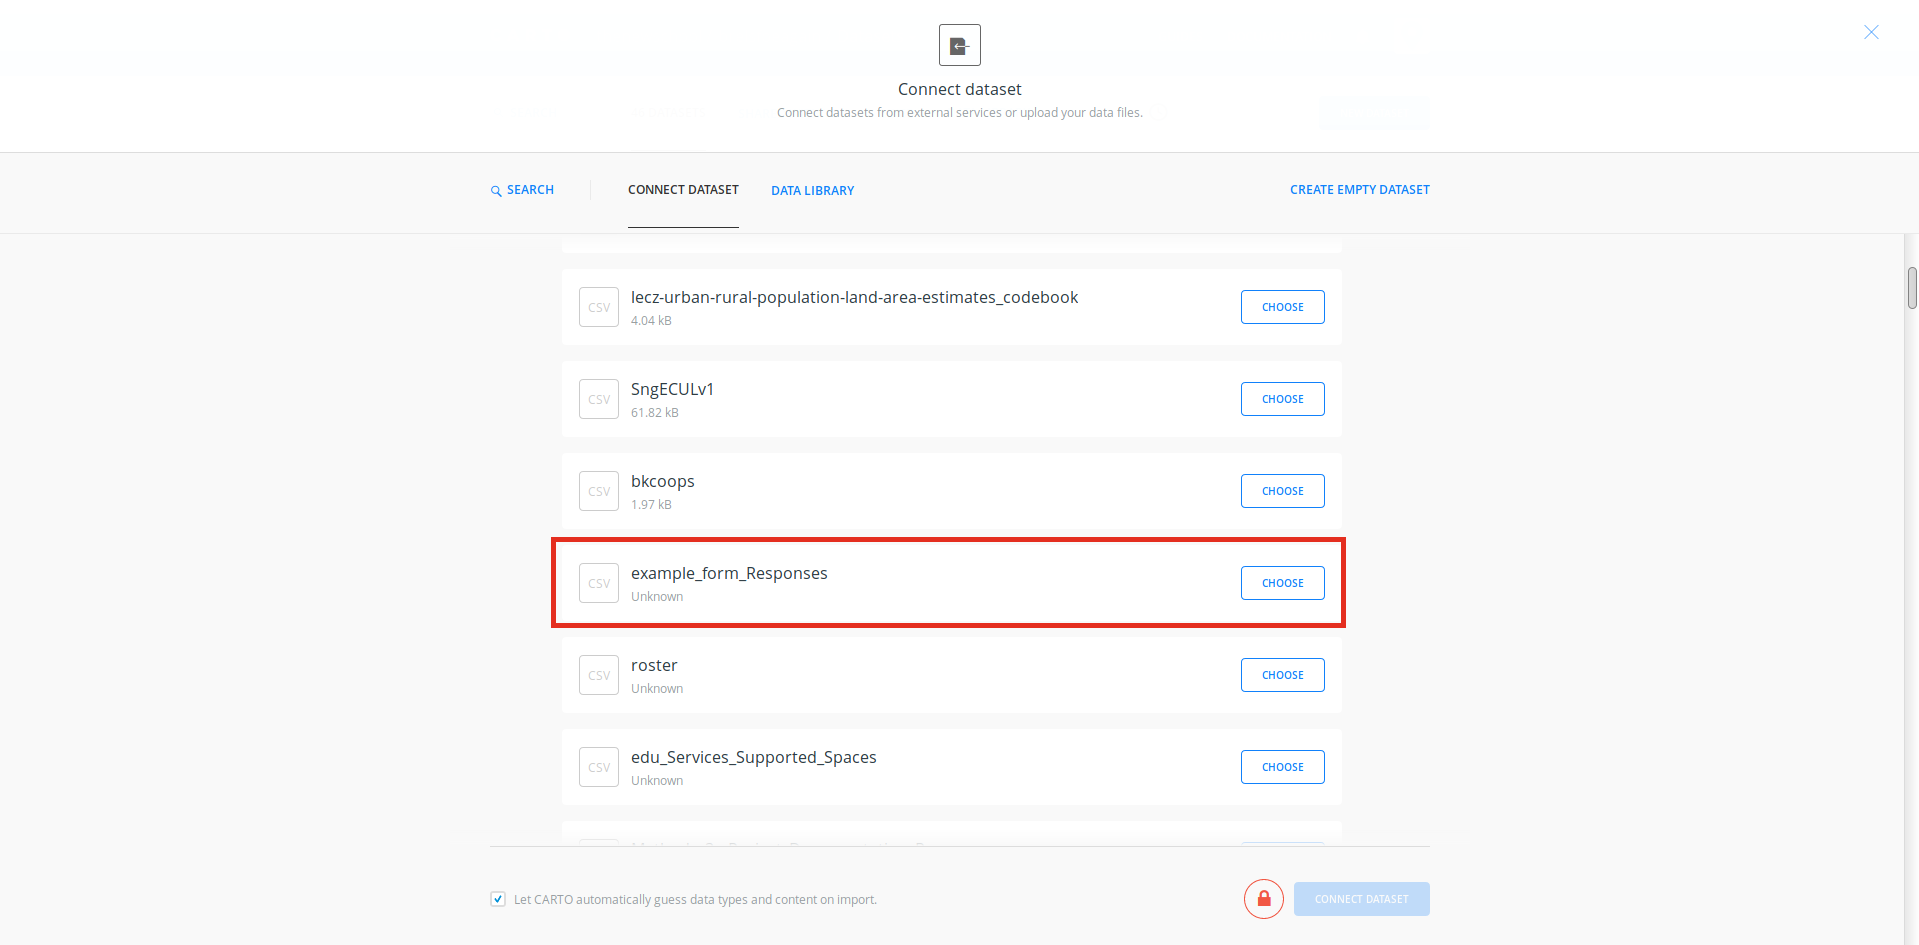 Connect dataset
Connect datasets from external services or upload your data files.
SEARCH
CONNECT DATASET
DATA LIBRARY
CREATE EMPTY DATASET
CSV
lecz-urban-rural-population-land-area-estimates_codebook
4.04 kB
CHOOSE
CSV
SngECULv1
61.82 kB
CHOOSE
CSV
bkcoops
1.97 kB
CHOOSE
CSV
example_form_Responses
Unknown
CHOOSE
CSV
roster
Unknown
CHOOSE
CSV
edu_Services_Supported_Spaces
Unknown
CHOOSE
Let CARTO automatically guess data types and content on import.
CONNECT DATASET